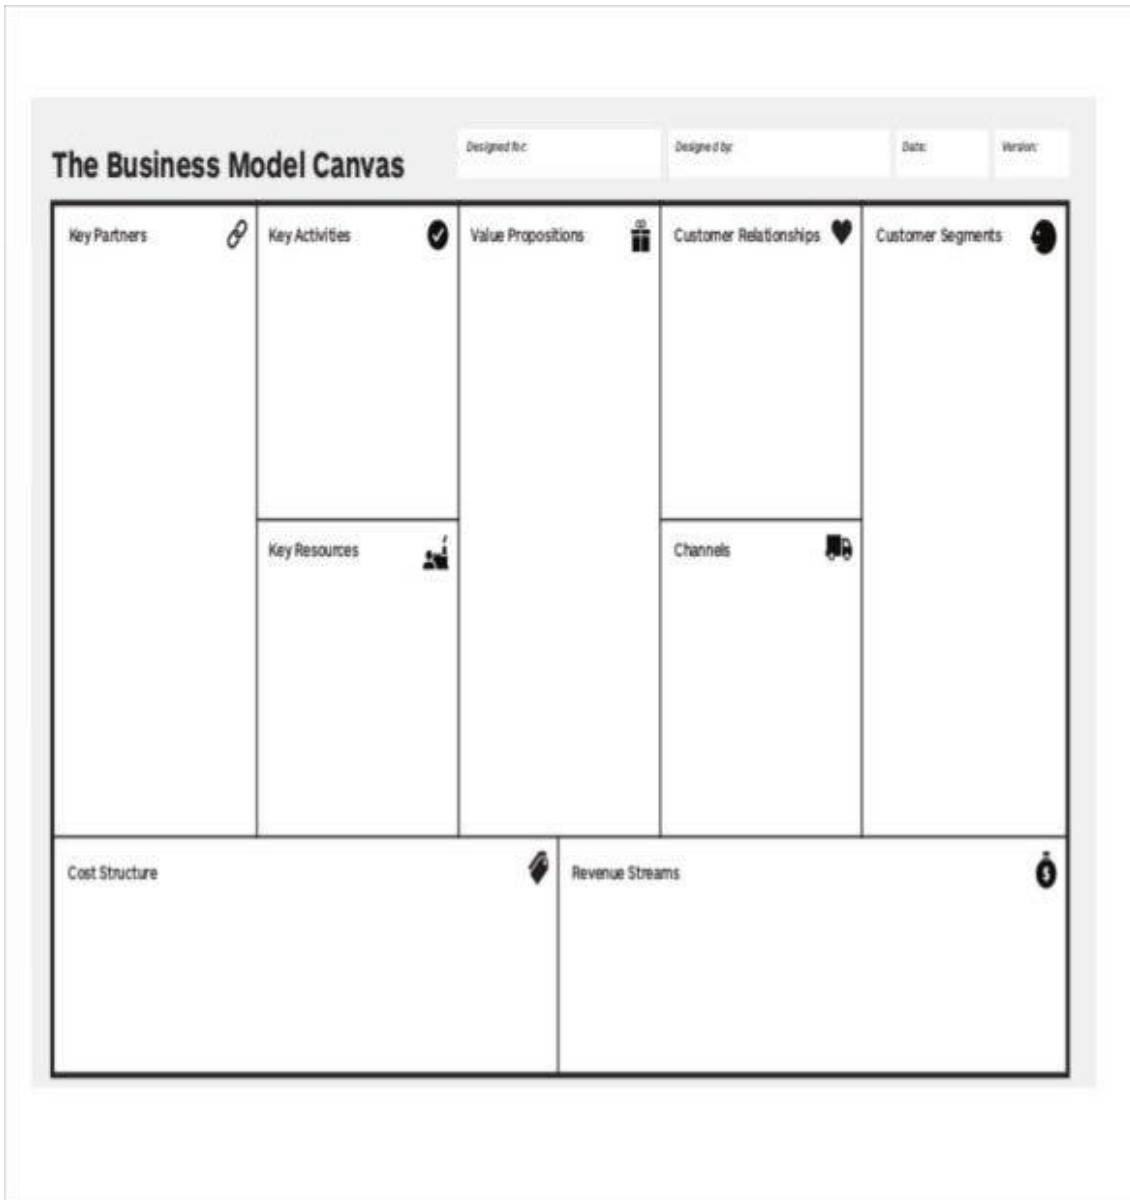 The Business Model Canvas
Designed for:
Designed by:
Date:
Version:
Key Partners
Key Activities
Value Propositions
Customer Relationships
Customer Segments
Key Resources
Channels
Cost Structure
Revenue Streams
$